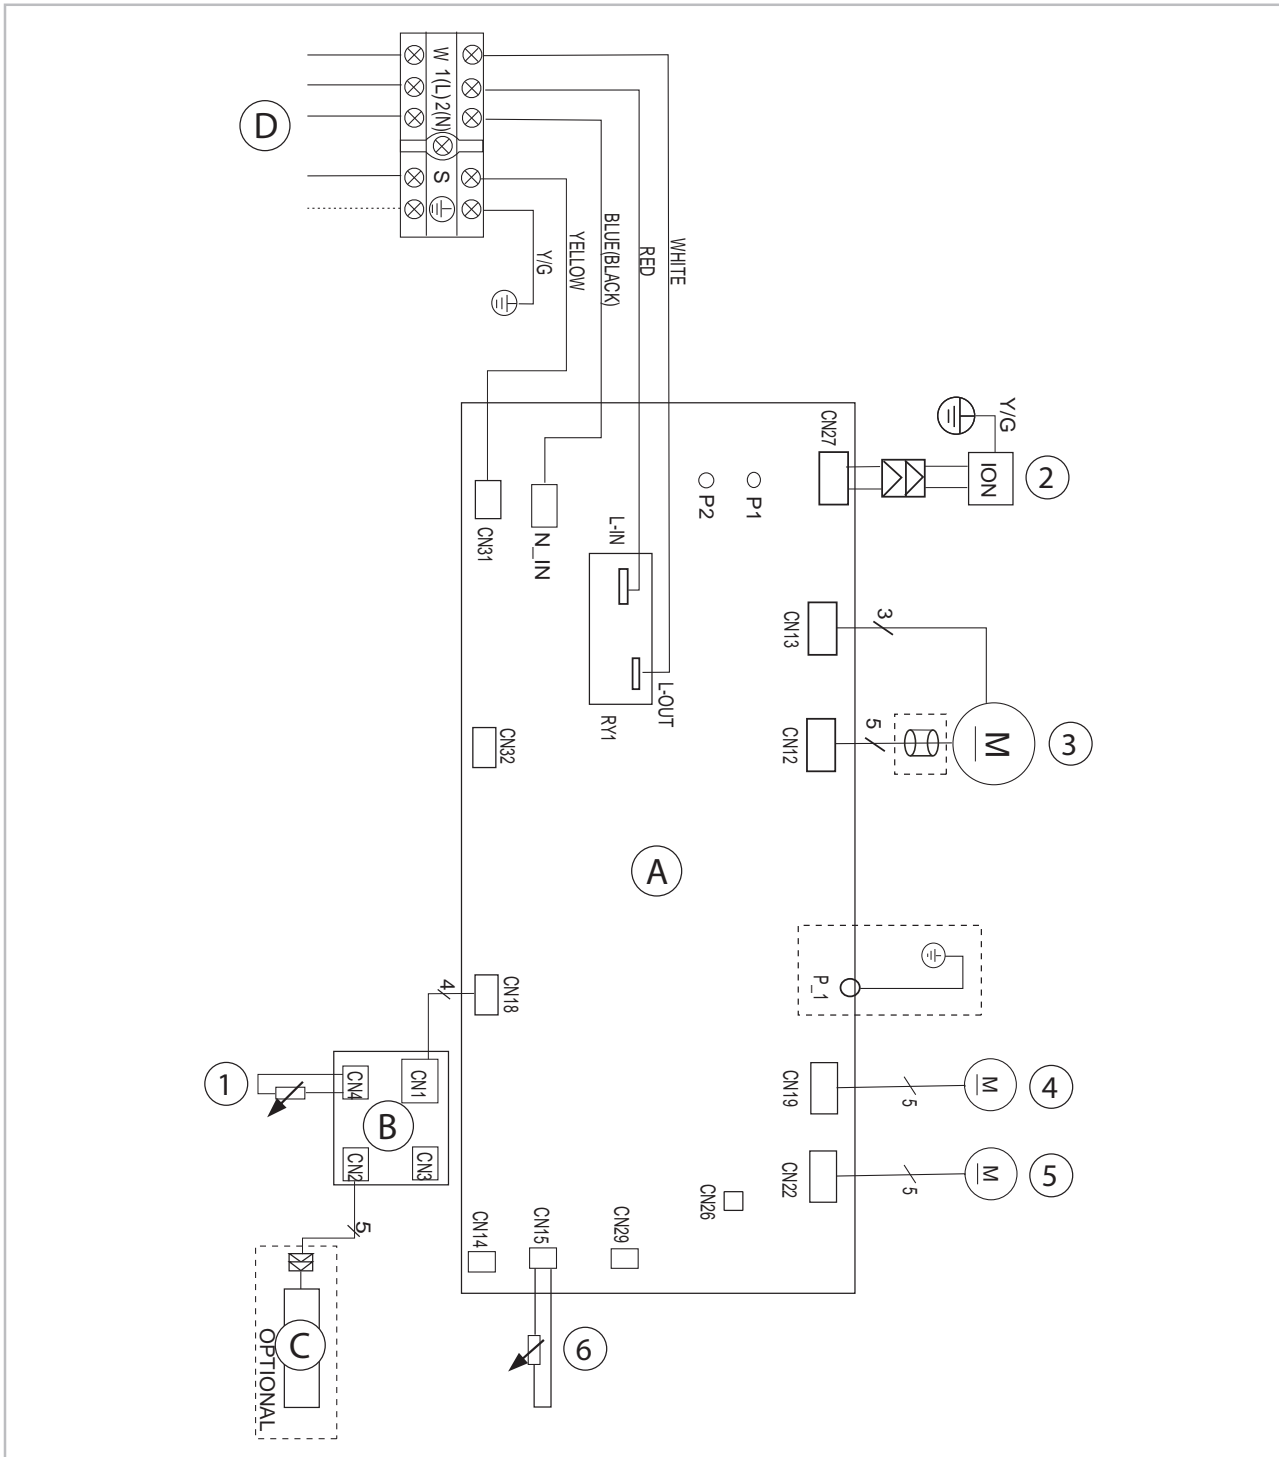 W 1(L) 2(N)
S
D
WHITE
RED
BLUE(BLACK)
YELLOW
Y/G
Y/G
CN27
ION
2
P1
P2
L-IN
N_IN
CN31
CN13
3
L-OUT
RY1
CN32
CN12
5
M
3
A
CN18
4
P_1
1
CN4
CN1
B
CN2
CN3
CN19
5
M
4
CN22
5
M
5
CN26
5
CN14
CN15
CN29
OPTIONAL
C
6